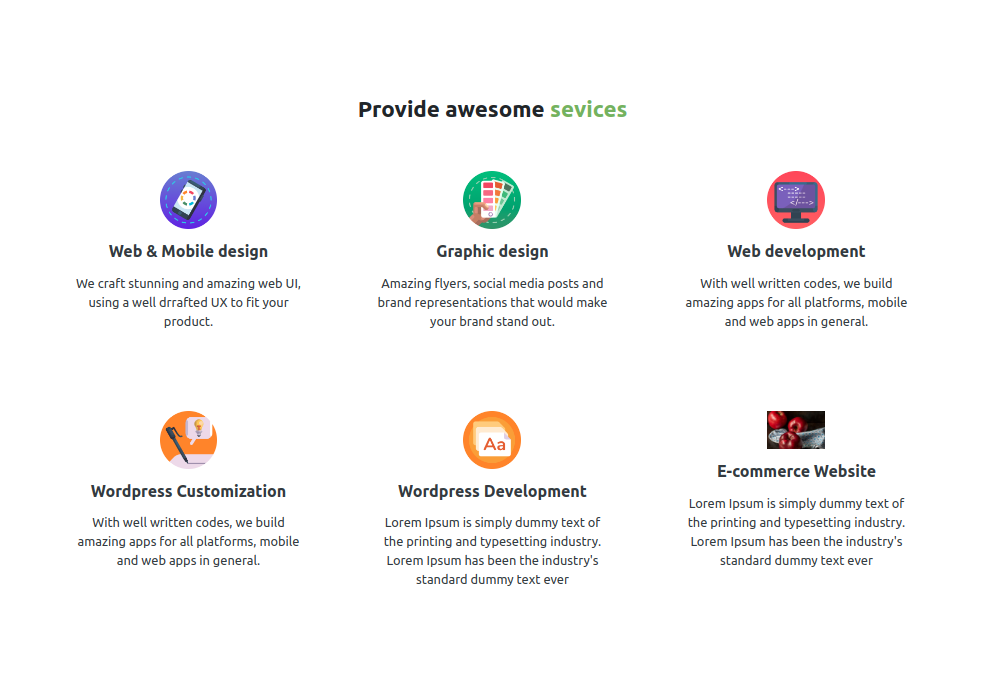 Provide awesome sevices
Web & Mobile design
We craft stunning and amazing web UI,
using a well drrafted UX to fit your
product.
Graphic design
Amazing flyers, social media posts and
brand representations that would make
your brand stand out.
<--->
</--->
Web development
With well written codes, we build
amazing apps for all platforms, mobile
and web apps in general.
Wordpress Customization
With well written codes, we build
amazing apps for all platforms, mobile
and web apps in general.
Aa
Wordpress Development
Lorem Ipsum is simply dummy text of
the printing and typesetting industry.
Lorem Ipsum has been the industry's
standard dummy text ever
E-commerce Website
Lorem Ipsum is simply dummy text of
the printing and typesetting industry.
Lorem Ipsum has been the industry's
standard dummy text ever